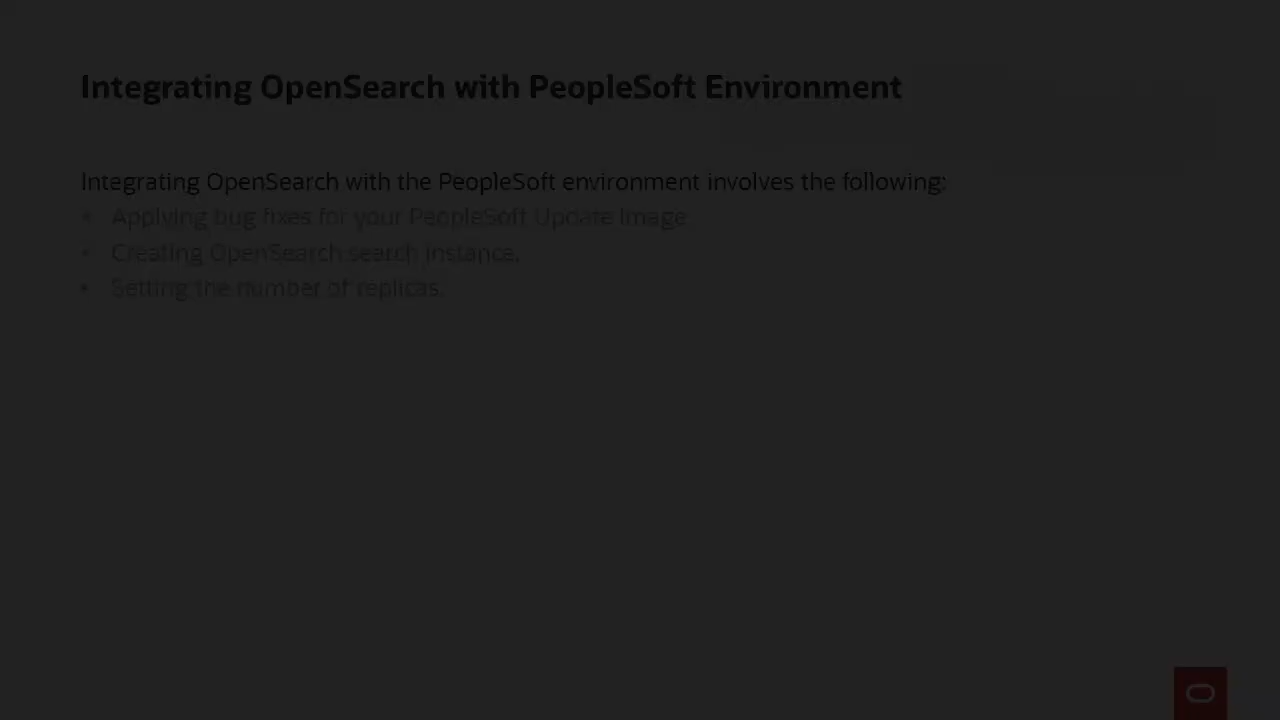 Integrating OpenSearch with PeopleSoft Environment
Integrating OpenSearch with the PeopleSoft environment involves the following:
• Applying bug fixes for your PeopleSoft Update Image.
• Creating OpenSearch search instance.
• Setting the number of replicas.